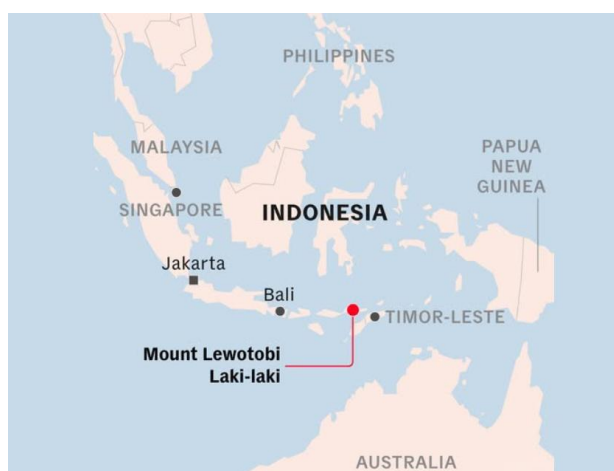 PHILIPPINES
MALAYSIA
PAPUA
NEW
GUINEA
SINGAPORE
INDONESIA
Jakarta
Bali
TIMOR-LESTE
Mount Lewotobi
Laki-laki
AUSTRALIA